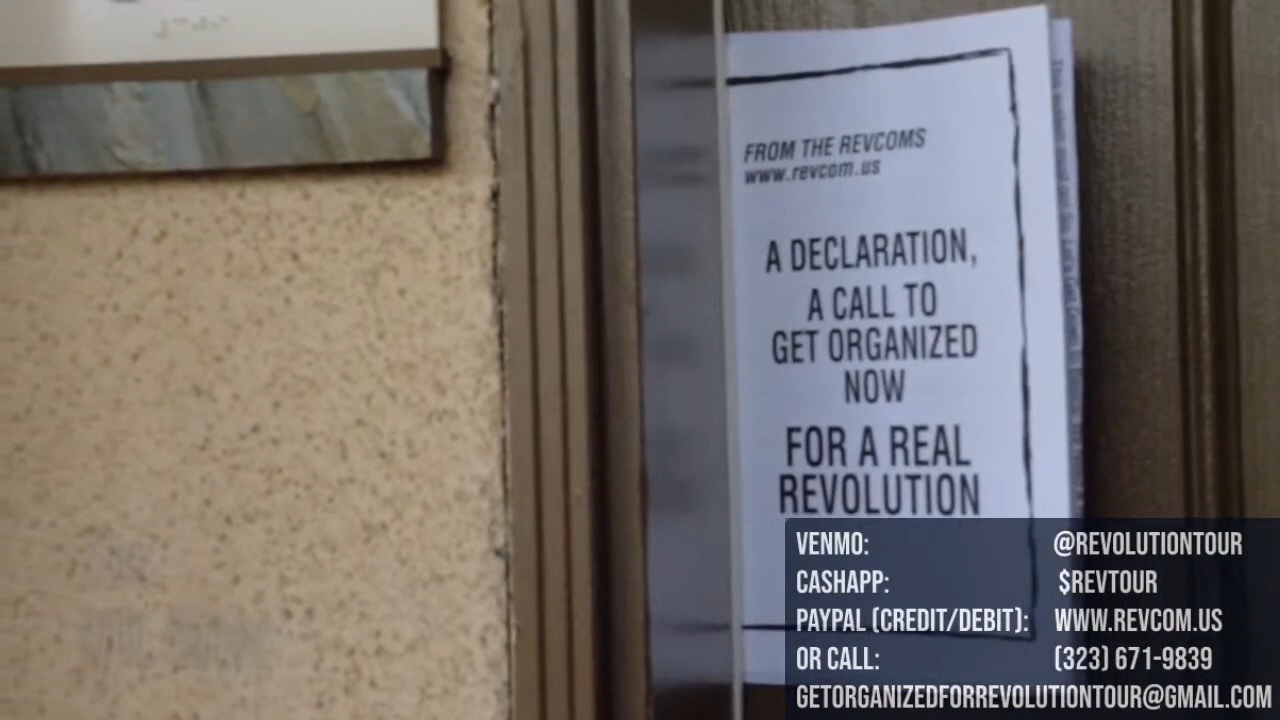 FROM THE REVCOMS
www.revcom.us
A DECLARATION,
A CALL TO
GET ORGANIZED
NOW
FOR A REAL
REVOLUTION
VENMO: @REVOLUTIONTOUR
CASHAPP: $REVTOUR
PAYPAL (CREDIT/DEBIT): WWW.REVCOM.US
OR CALL: (323) 671-9839
GETORGANIZEDFORREVOLUTIONTOUR@GMAIL.COM